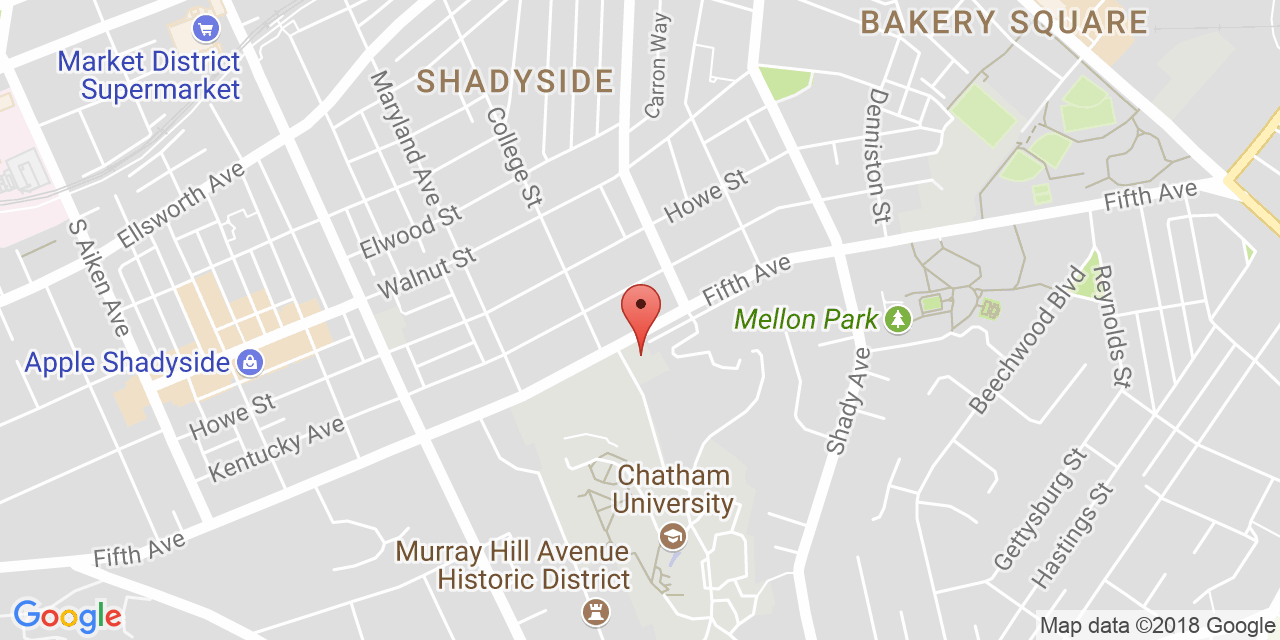 BAKERY SQUARE
Market District
Supermarket
SHADYSIDE
Carron Way
Maryland Ave
College St
Denniston St
Ellsworth Ave
Howe St
Fifth Ave
Elwood St
S Aiken Ave
Walnut St
Fifth Ave
Mellon Park
Beechwood Blvd
Reynolds St
Apple Shadyside
Howe St
Kentucky Ave
Shady Ave
Chatham
University
Gettysburg St
Hastings St
Fifth Ave
Murray Hill Avenue
Historic District
Google
Map data ©2018 Google